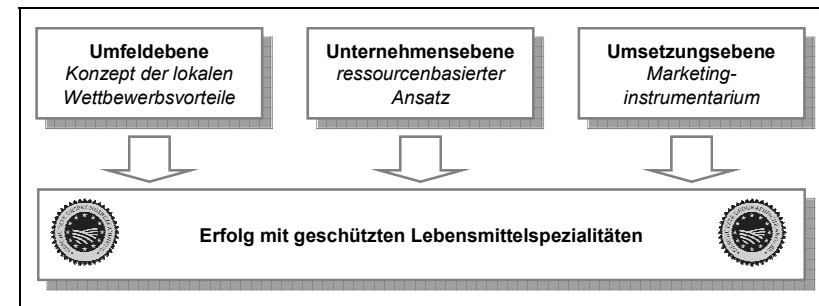 Umfeldebene
Konzept der lokalen
Wettbewerbsvorteile
Unternehmensebene
ressourcenbasierter
Ansatz
Umsetzungsebene
Marketing-
instrumentarium
Erfolg mit geschützten Lebensmittelspezialitäten